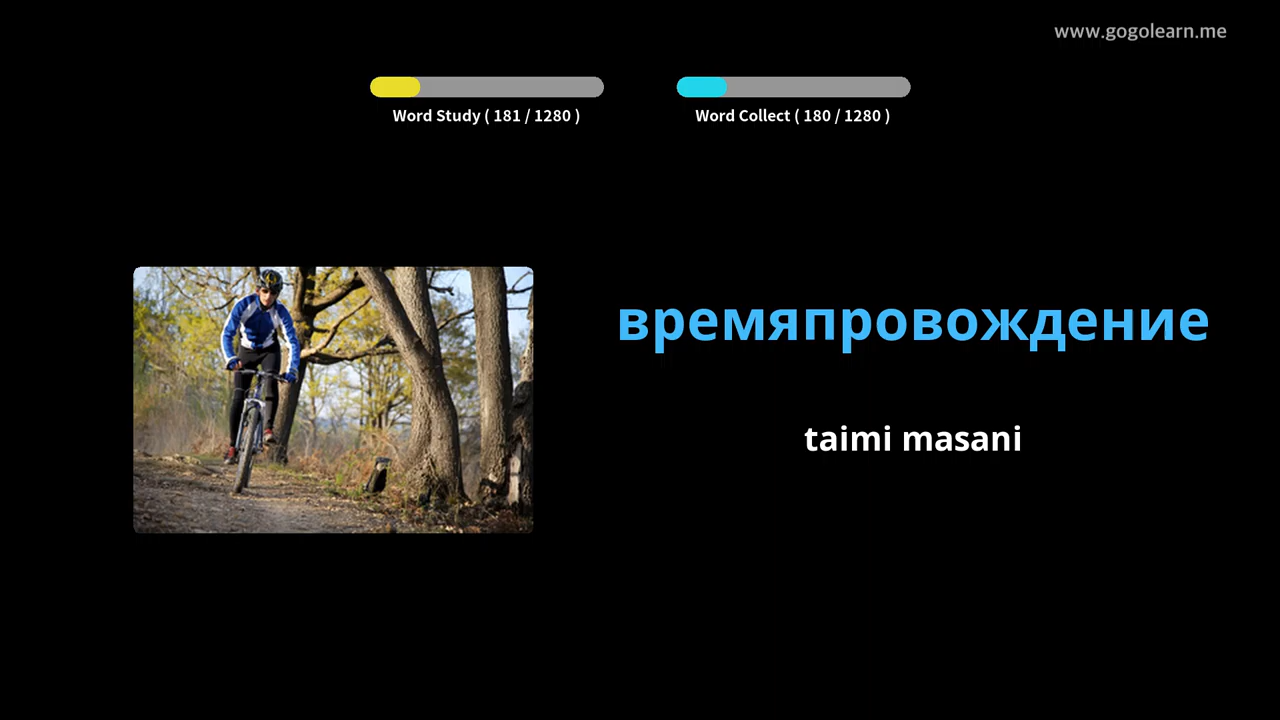 www.gogolearn.me
Word Study ( 181 / 1280 )
Word Collect ( 180 / 1280 )
времяпровождение
taimi masani